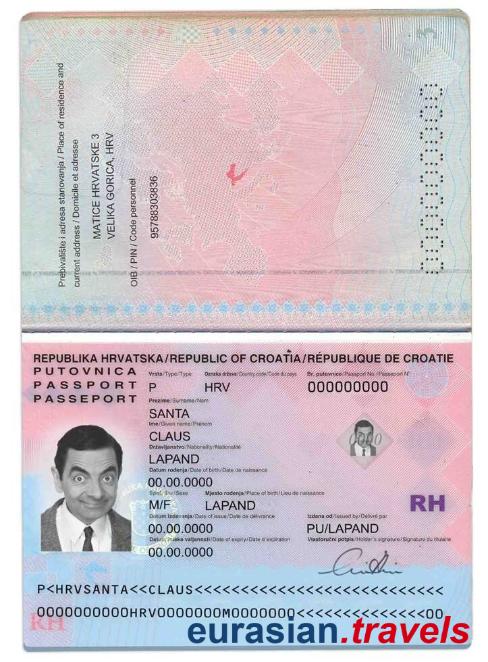 Prebivalište i adresa stanovanja / Place of residence and
current address / Domicile et adresse
MATICE HRVATSKE 3
VELIKA GORICA, HRV
OIB / PIN / Code personnel
95788303836
3
000000000
REPUBLIKA HRVATSKA/REPUBLIC OF CROATIA/RÉPUBLIQUE DE CROATIE
PUTOVNICA
PASSPORT
PASSEPORT
Vrsta/Type/Type Oznaka države/Country code/Code du pays Br. putovnice/Passport No./Passeport N°
P HRV 000000000
Prezime/Surname/Nom
SANTA
Ime/Given name/Prénom
CLAUS
Državljanstvo/Nationality/Nationalité
LAPAND
Datum rođenja/Date of birth/Date de naissance
00.00.0000
Spol/Sex/Sexe Mjesto rođenja/Place of birth/Lieu de naissance
M/F LAPAND
RH
Datum izdavanja/Date of issue/Date de délivrance Izdana od/Issued by/Délivré par
00.00.0000 PU/LAPAND
Datum isteka valjanosti/Date of expiry/Date d'expiration Vlastoručni potpis/Holder's signature/Signature du titulaire
00.00.0000
P<HRVSANTA<<CLAUS<<<<<<<<<<<<<<<<<<<<<<<<<<<
0000000000HRV0000000M0000000<<<<<<<<<<<<<<00
RH
eurasian.travels